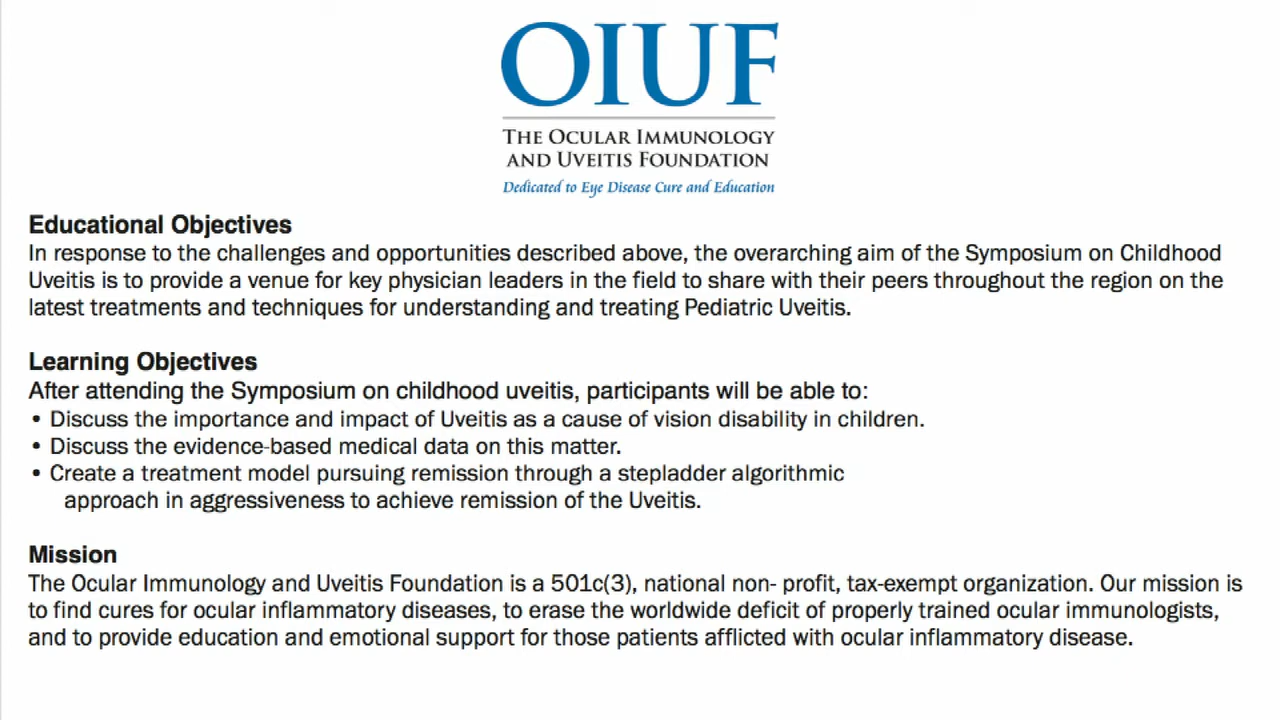 OIUF
The Ocular Immunology
and Uveitis Foundation
Dedicated to Eye Disease Cure and Education
Educational Objectives
In response to the challenges and opportunities described above, the overarching aim of the Symposium on Childhood
Uveitis is to provide a venue for key physician leaders in the field to share with their peers throughout the region on the
latest treatments and techniques for understanding and treating Pediatric Uveitis.
Learning Objectives
After attending the Symposium on childhood uveitis, participants will be able to:
• Discuss the importance and impact of Uveitis as a cause of vision disability in children.
• Discuss the evidence-based medical data on this matter.
• Create a treatment model pursuing remission through a stepladder algorithmic
approach in aggressiveness to achieve remission of the Uveitis.
Mission
The Ocular Immunology and Uveitis Foundation is a 501c(3), national non- profit, tax-exempt organization. Our mission is
to find cures for ocular inflammatory diseases, to erase the worldwide deficit of properly trained ocular immunologists,
and to provide education and emotional support for those patients afflicted with ocular inflammatory disease.